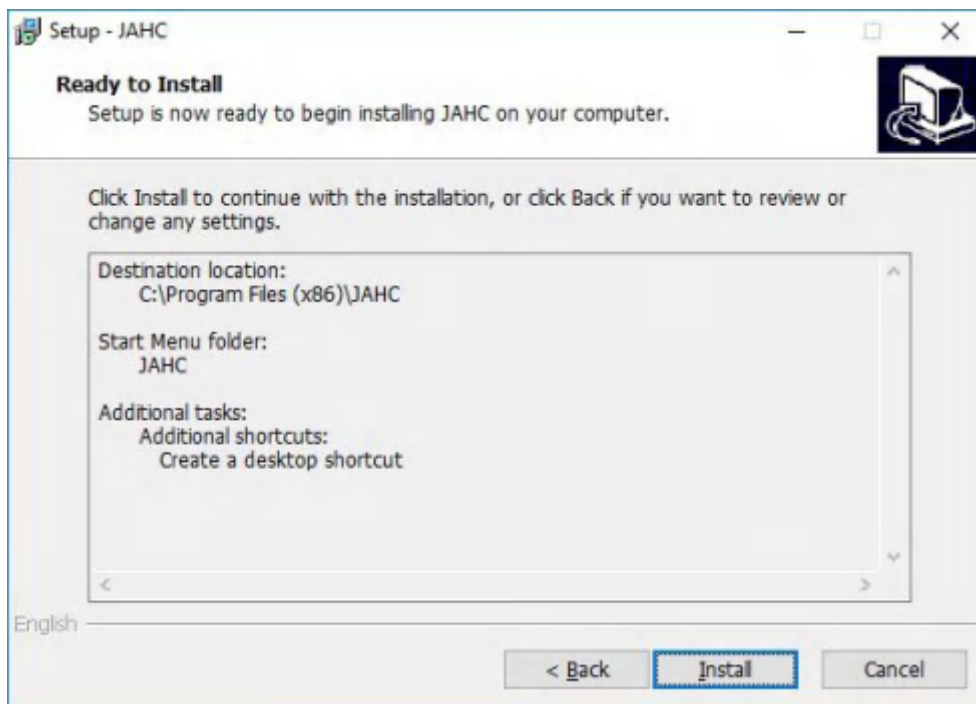 Setup - JAHC
Ready to Install
Setup is now ready to begin installing JAHC on your computer.
Click Install to continue with the installation, or click Back if you want to review or
change any settings.
Destination location:
C:\Program Files (x86)\JAHC
Start Menu folder:
JAHC
Additional tasks:
Additional shortcuts:
Create a desktop shortcut
English
< Back
Install
Cancel